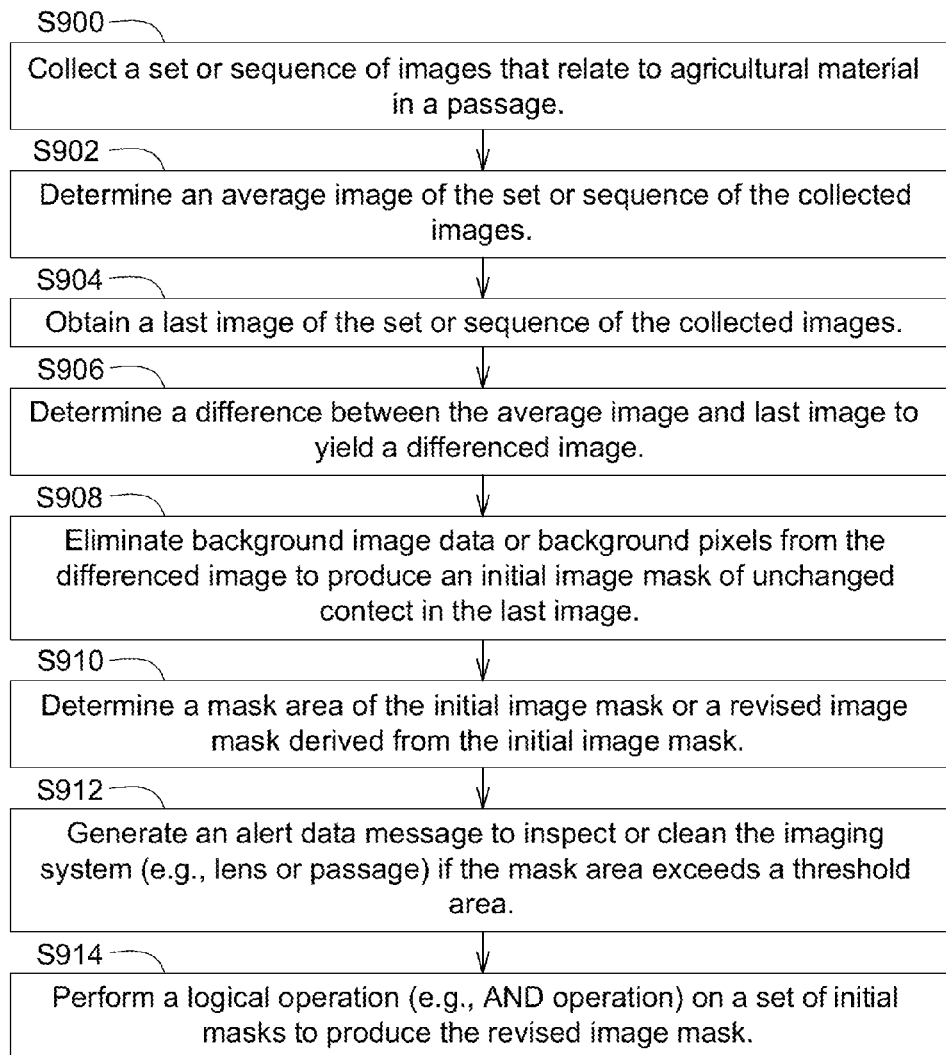 S900
Collect a set or sequence of images that relate to agricultural material
in a passage.
S902
Determine an average image of the set or sequence of the collected
images.
S904
Obtain a last image of the set or sequence of the collected images.
S906
Determine a difference between the average image and last image to
yield a differenced image.
S908
Eliminate background image data or background pixels from the
differenced image to produce an initial image mask of unchanged
contect in the last image.
S910
Determine a mask area of the initial image mask or a revised image
mask derived from the initial image mask.
S912
Generate an alert data message to inspect or clean the imaging
system (e.g., lens or passage) if the mask area exceeds a threshold
area.
S914
Perform a logical operation (e.g., AND operation) on a set of initial
masks to produce the revised image mask.